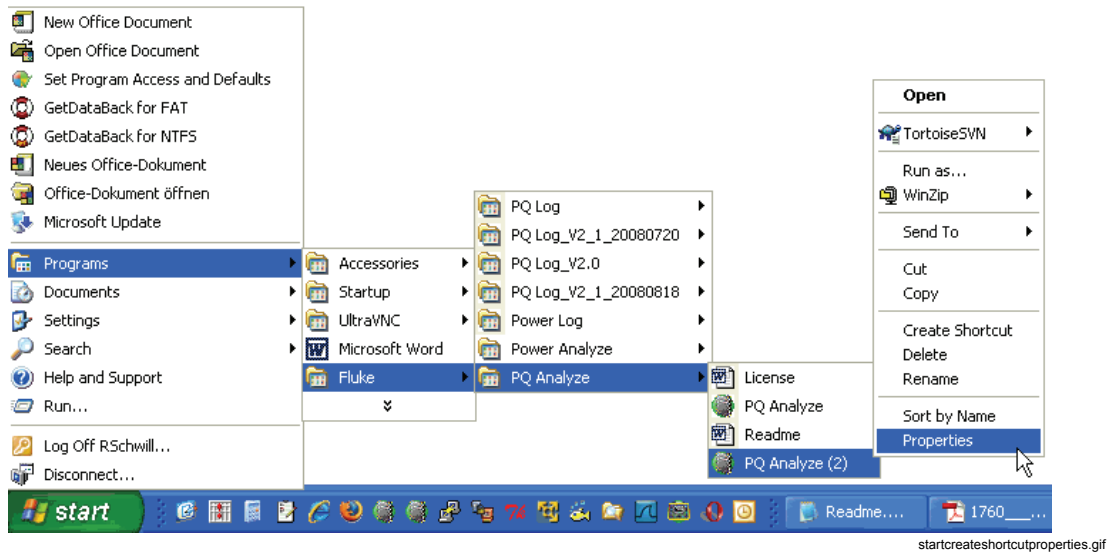 New Office Document
Open Office Document
Set Program Access and Defaults
GetDataBack for FAT
GetDataBack for NTFS
Neues Office-Dokument
Office-Dokument öffnen
Microsoft Update
Programs
Documents
Settings
Search
Help and Support
Run...
Log Off RSchwill...
Disconnect...
Accessories
Startup
UltraVNC
Microsoft Word
Fluke
PQ Log
PQ Log_V2_1_20080720
PQ Log_V2.0
PQ Log_V2_1_20080818
Power Log
Power Analyze
PQ Analyze
License
PQ Analyze
Readme
PQ Analyze (2)
Open
TortoiseSVN
Run as...
WinZip
Send To
Cut
Copy
Create Shortcut
Delete
Rename
Sort by Name
Properties
start
74
Readme....
1760___...
startcreateshortcutproperties.gif